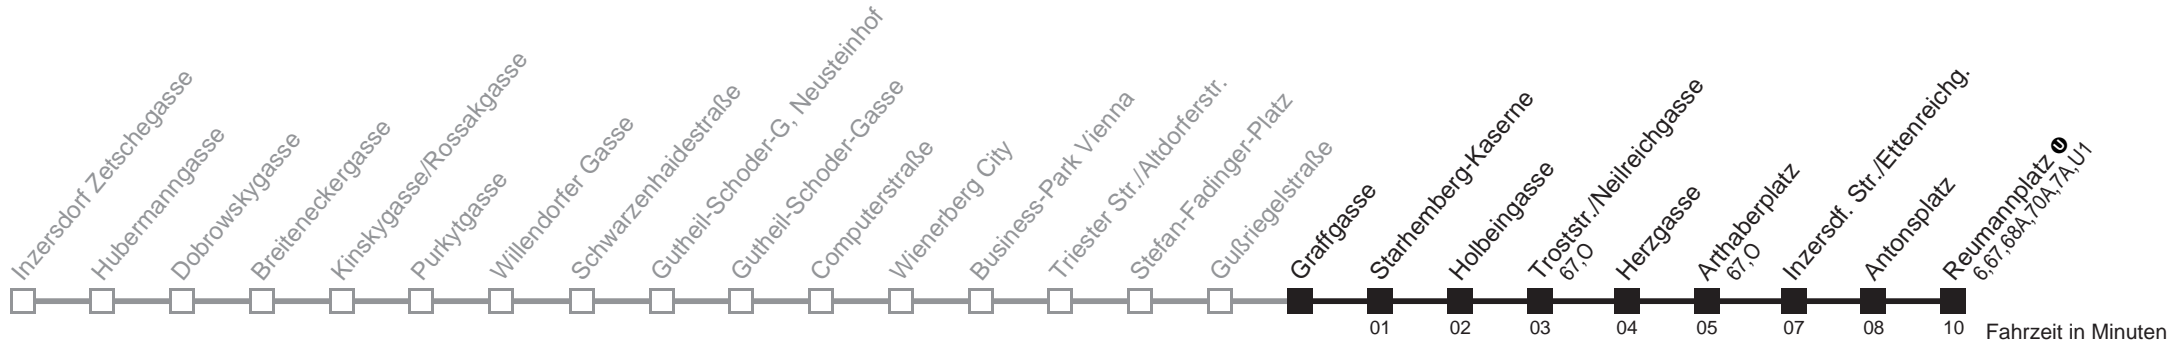 Inzersdorf Zetschegasse
Hubermanngasse
Dobrowskygasse
Breiteneckergasse
Kinskygasse/Rossakgasse
Purkytgasse
Willendorfer Gasse
Schwarzenhaidestraße
Gutheil-Schoder-G, Neusteinhof
Gutheil-Schoder-Gasse
Computerstraße
Wienerberg City
Business-Park Vienna
Triester Str./Altdorferstr.
Stefan-Fadinger-Platz
Gußriegelstraße
Graffgasse
Starhemberg-Kaserne
Holbeingasse
Troststr./Neilreichgasse
67,O
Herzgasse
Arthaberplatz
67,O
Inzersdf. Str./Ettenreichg.
Antonsplatz
Reumannplatz U
6,67,68A,70A,7A,U1
01 02 03 04 05 07 08 10 Fahrzeit in Minuten